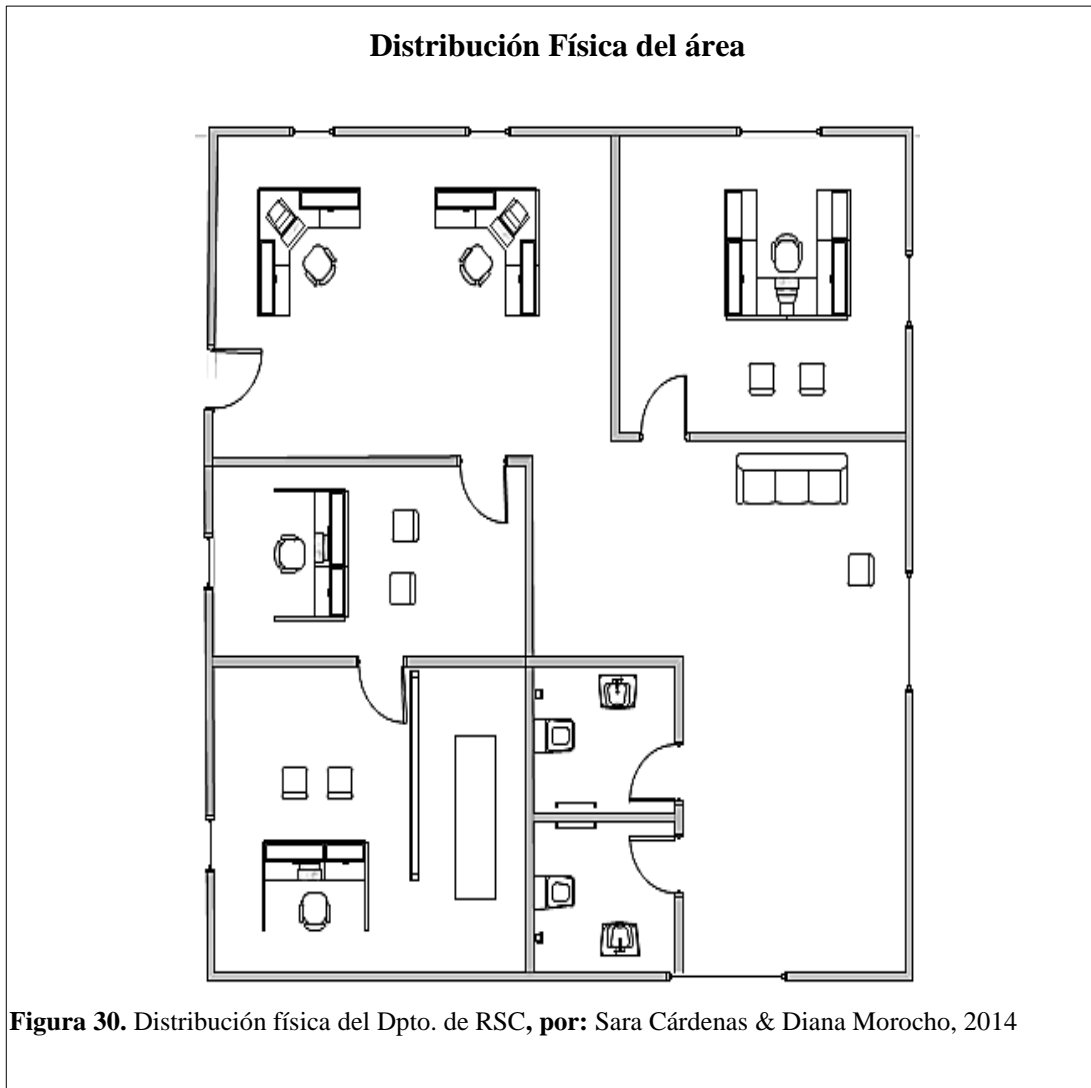 Distribución Física del área
Figura 30. Distribución física del Dpto. de RSC, por: Sara Cárdenas & Diana Morocho, 2014